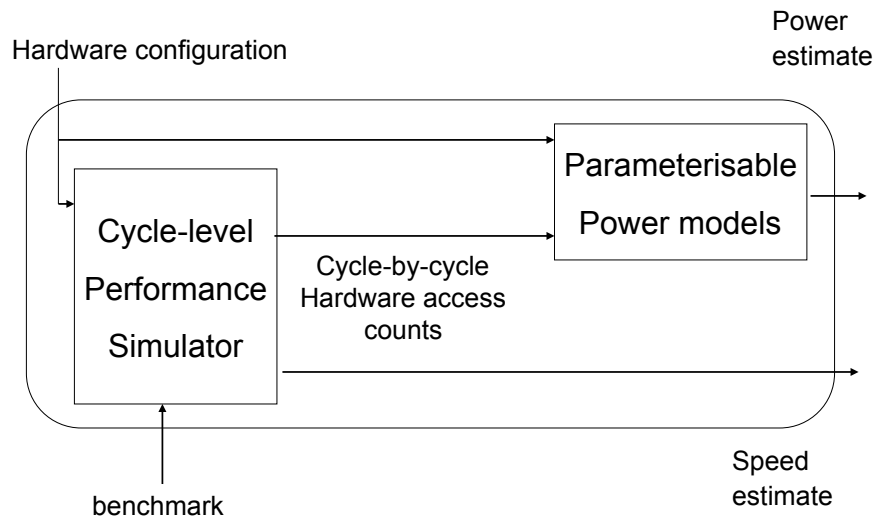 Hardware configuration
Power
estimate
Parameterisable
Power models
Cycle-level
Performance
Simulator
Cycle-by-cycle
Hardware access
counts
Speed
estimate
benchmark